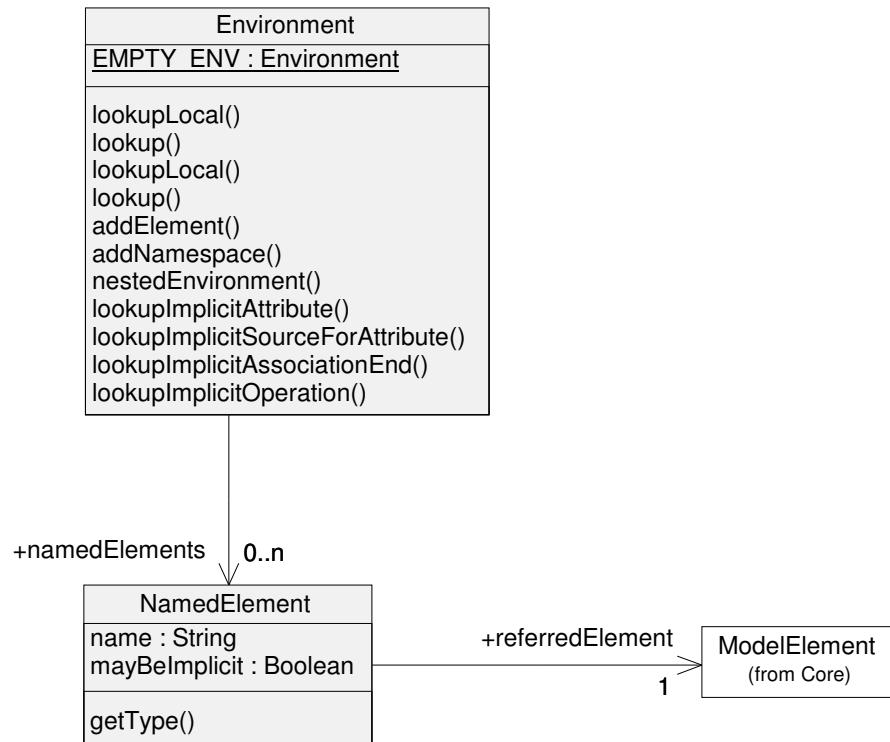 Environment
EMPTY_ENV : Environment
lookupLocal()
lookup()
lookupLocal()
lookup()
addElement()
addNamespace()
nestedEnvironment()
lookupImplicitAttribute()
lookupImplicitSourceForAttribute()
lookupImplicitAssociationEnd()
lookupImplicitOperation()
+namedElements 0..n
NamedElement
name : String
mayBeImplicit : Boolean
getType()
+referredElement
1
ModelElement
(from Core)